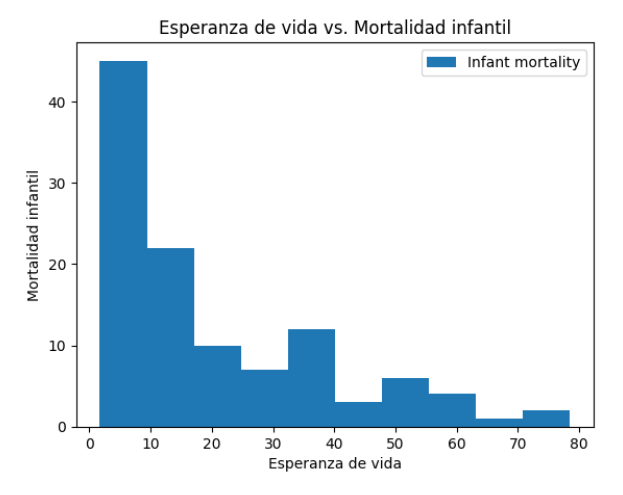 Esperanza de vida vs. Mortalidad infantil
Infant mortality
Mortalidad infantil
40
30
20
10
0
0 10 20 30 40 50 60 70 80
Esperanza de vida